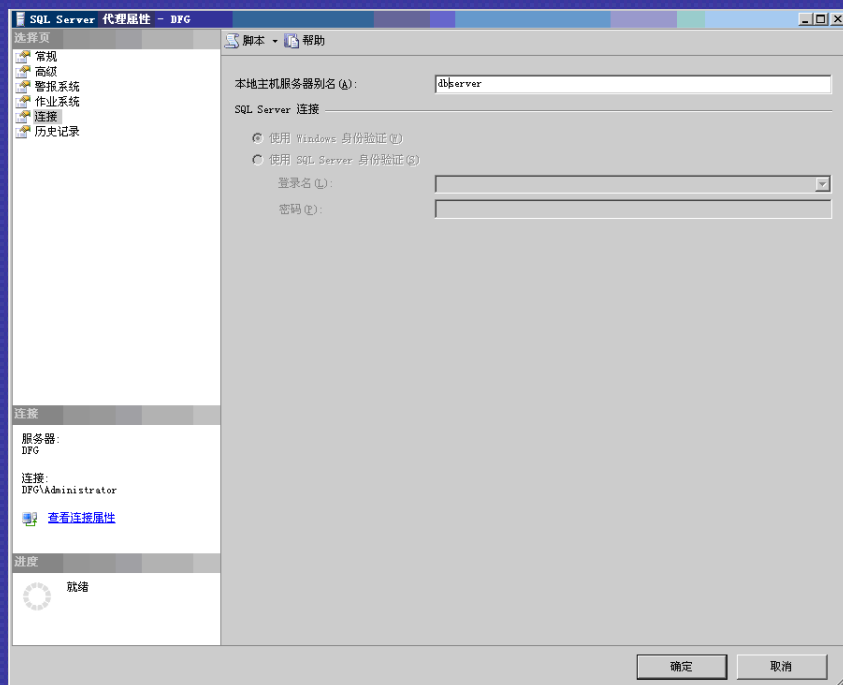 SQL Server 代理属性 - DFG
选择页
常规
高级
警报系统
作业系统
连接
历史记录
脚本
帮助
本地主机服务器别名(A):
dbserver
SQL Server 连接
使用 Windows 身份验证(W)
使用 SQL Server 身份验证(S)
登录名(L):
密码(P):
连接
服务器:
DFG
连接:
DFG\Administrator
查看连接属性
进度
就绪
确定
取消